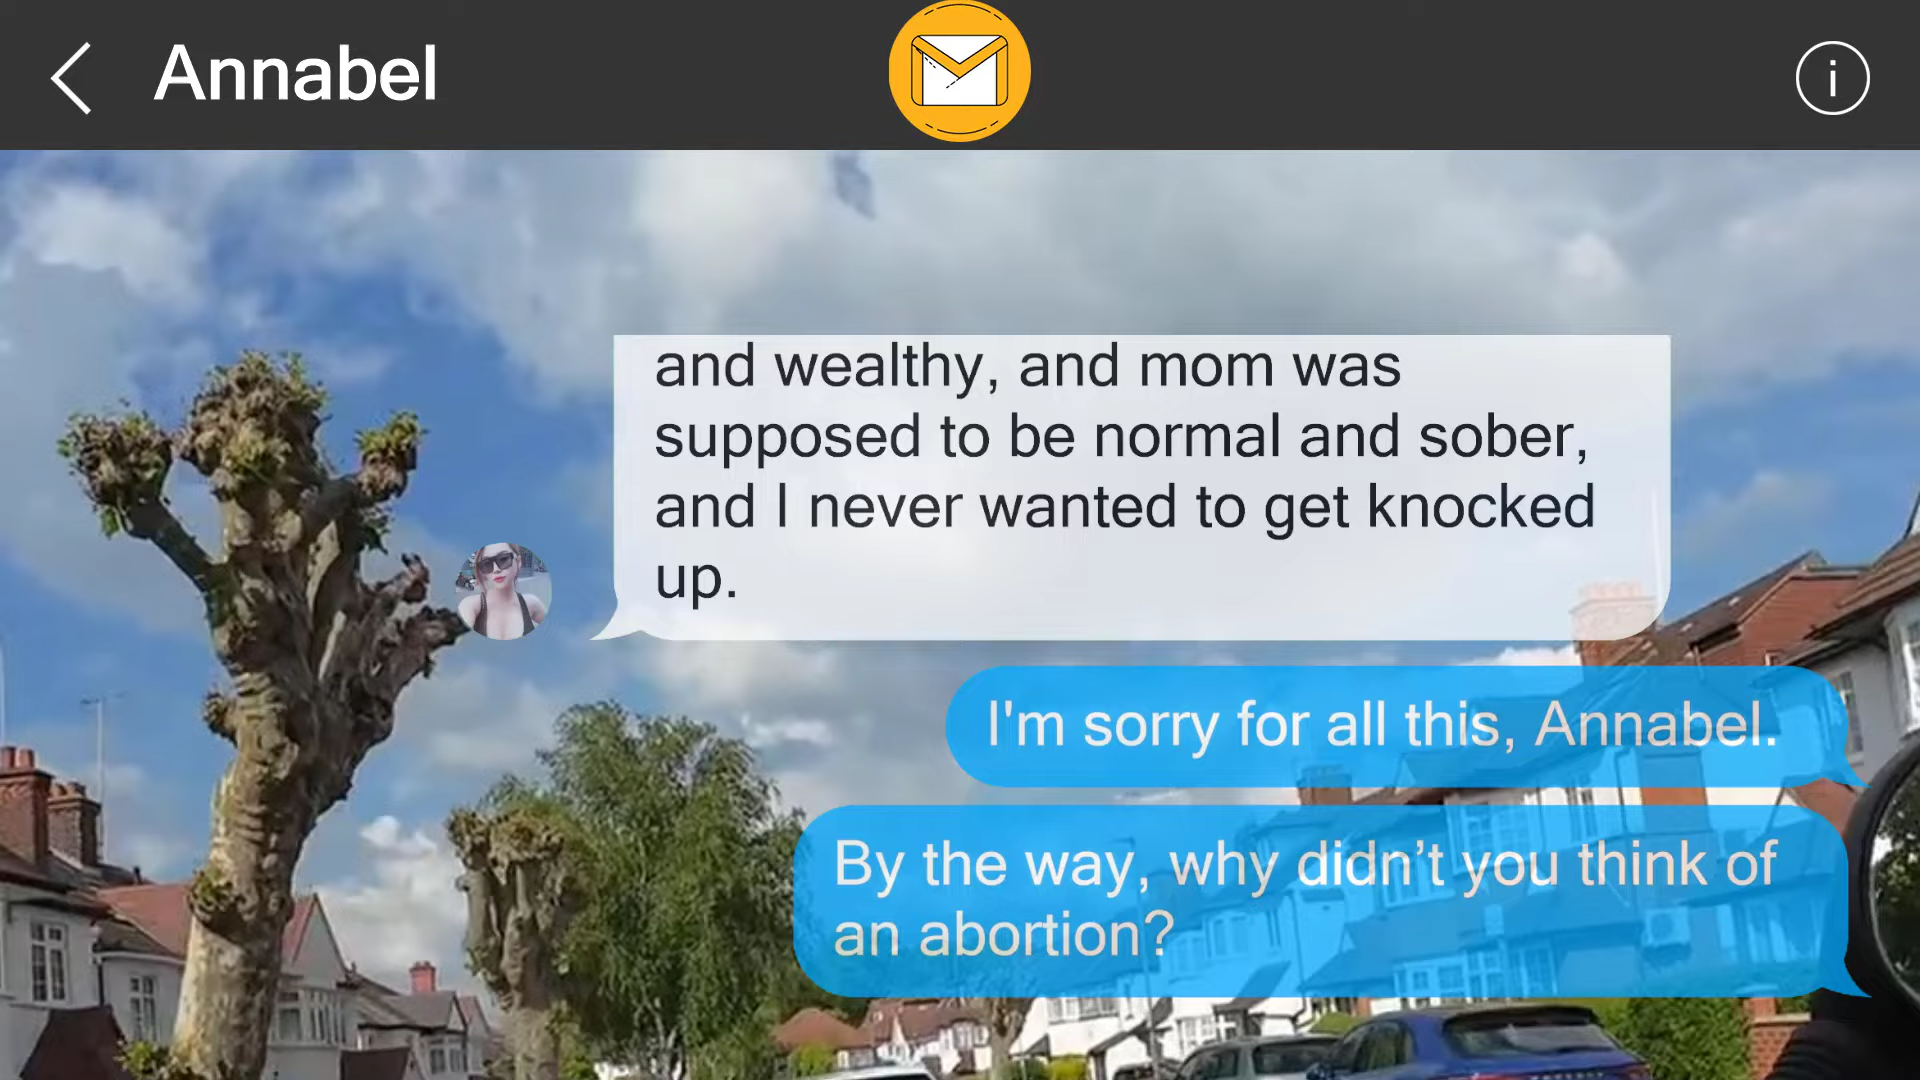 Annabel
i
and wealthy, and mom was
supposed to be normal and sober,
and I never wanted to get knocked
up.
I'm sorry for all this, Annabel.
By the way, why didn’t you think of
an abortion?